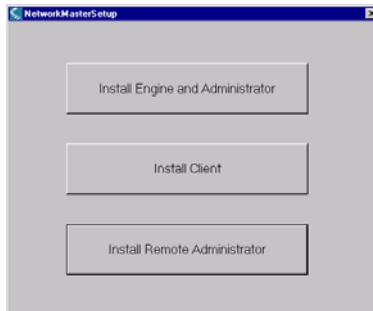 NetworkMasterSetup
Install Engine and Administrator
Install Client
Install Remote Administrator